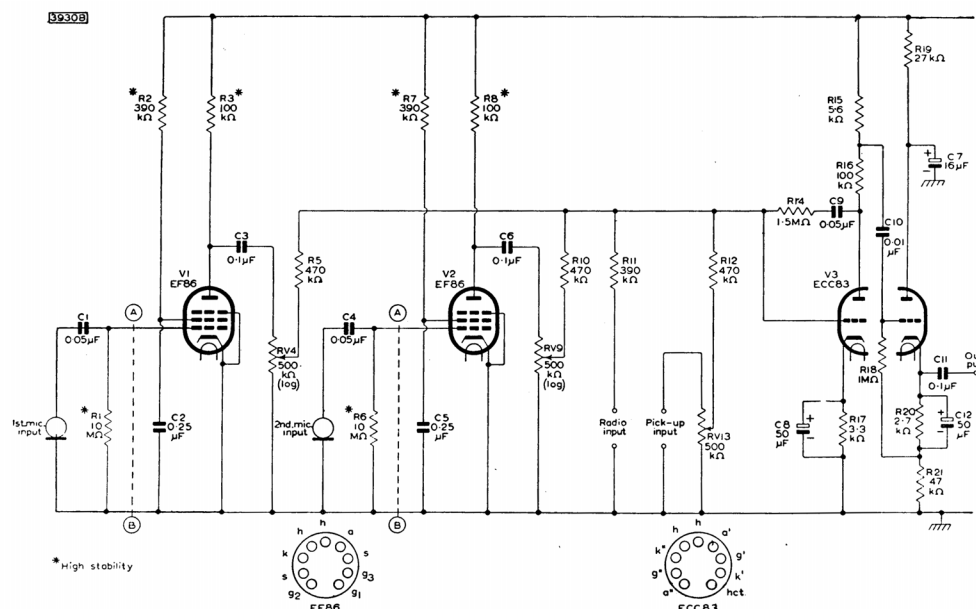 3930B
*
R2
390
kΩ
R3
100
kΩ
*
*
R7
390
kΩ
R8
100
kΩ
*
R19
27 kΩ
R15
5·6
kΩ
+
C7
16μF
R16
100
kΩ
R14
1·5MΩ
C9
0·05μF
C10
0·01
μF
C3
0·1μF
C6
0·1μF
R5
470
kΩ
R10
470
kΩ
R11
390
kΩ
R12
470
kΩ
V1
EF86
V2
EF86
V3
ECC83
A
A
C1
0·05μF
C4
0·05μF
RV4
500
kΩ
(log)
RV9
500
kΩ
(log)
R18
1MΩ
C11
0·1μF
Ou
pu
1st.mic.
input
*
R1
10
MΩ
C2
0·25
μF
2nd.mic.
input
*
R6
10
MΩ
C5
0·25
μF
Radio
input
Pick-up
input
RV13
500
kΩ
C8
50
μF
+
R17
3·3
kΩ
R20
2·7
kΩ
+
C12
50
μF
R21
47
kΩ
B
B
* High stability
h h a
k s
s g3
g2 g1
EF86
h h a'
k" g'
g" k'
a" hct.
ECC83